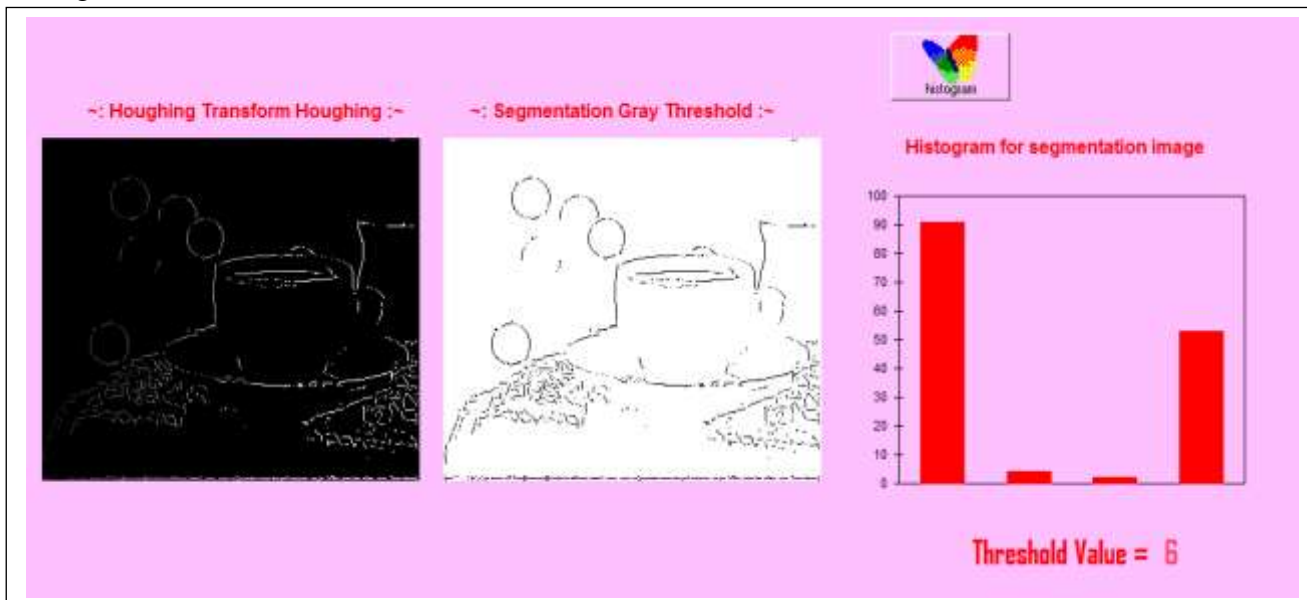 histogram
~: Houghing Transform Houghing :~
~: Segmentation Gray Threshold :~
Histogram for segmentation image
100
90
80
70
60
50
40
30
20
10
0
Threshold Value = 6